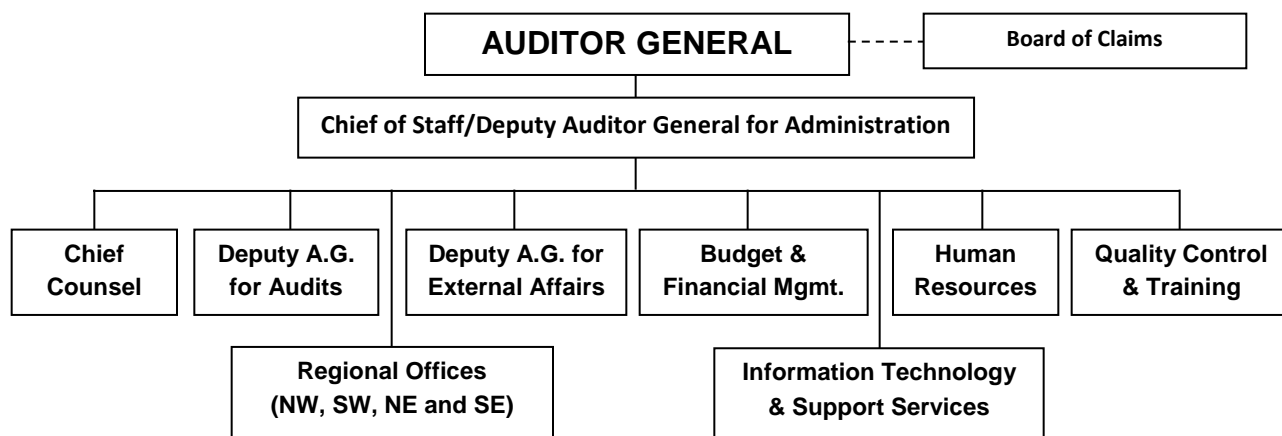 AUDITOR GENERAL
Board of Claims
Chief of Staff/Deputy Auditor General for Administration
Chief
Counsel
Deputy A.G.
for Audits
Deputy A.G. for
External Affairs
Budget &
Financial Mgmt.
Human
Resources
Quality Control
& Training
Regional Offices
(NW, SW, NE and SE)
Information Technology
& Support Services